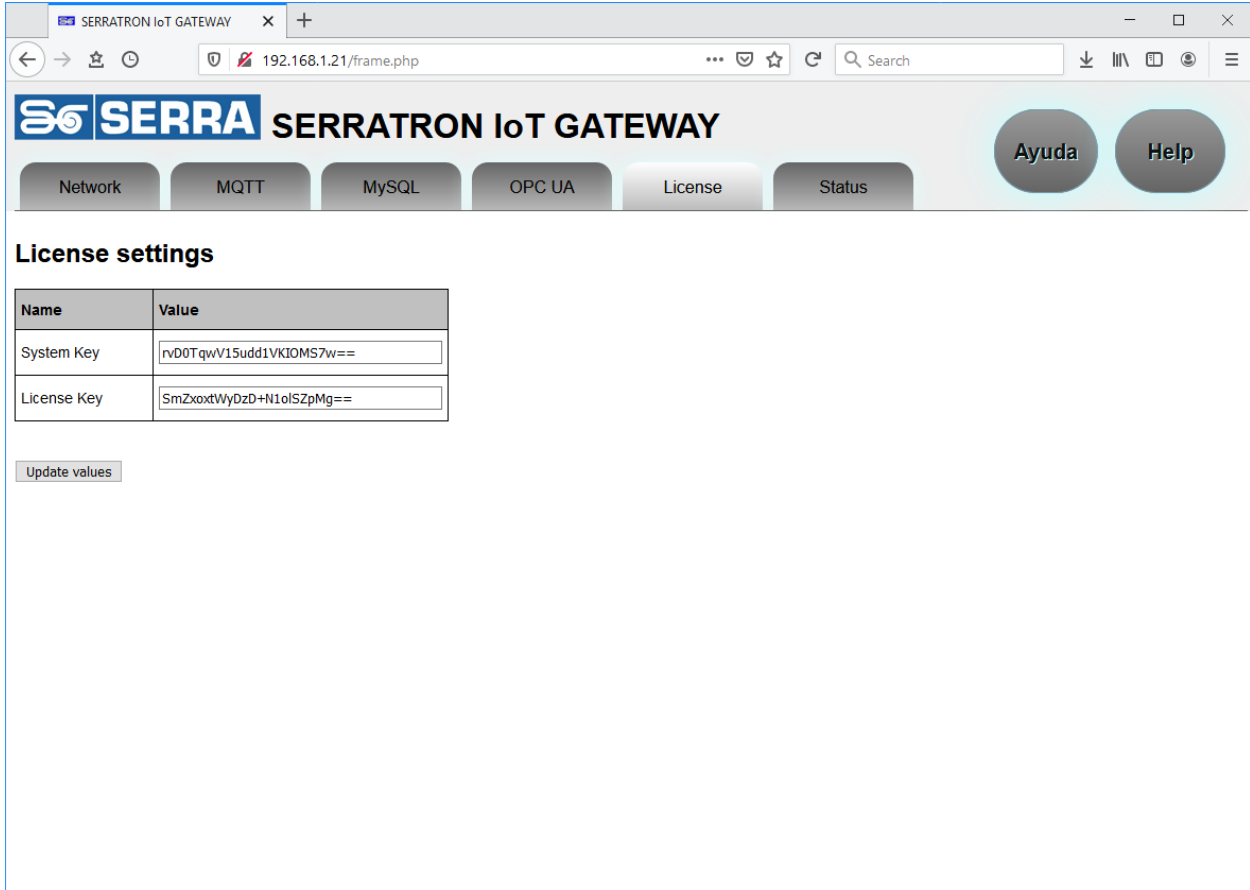 SERRATRON IoT GATEWAY
192.168.1.21/frame.php
Search
SERRA SERRATRON IoT GATEWAY
Ayuda Help
Network MQTT MySQL OPC UA License Status
License settings
Name Value
System Key rvD0TqwV15udd1VKIOMS7w==
License Key SmZxoxtWyDzD+N1olSZpMg==
Update values